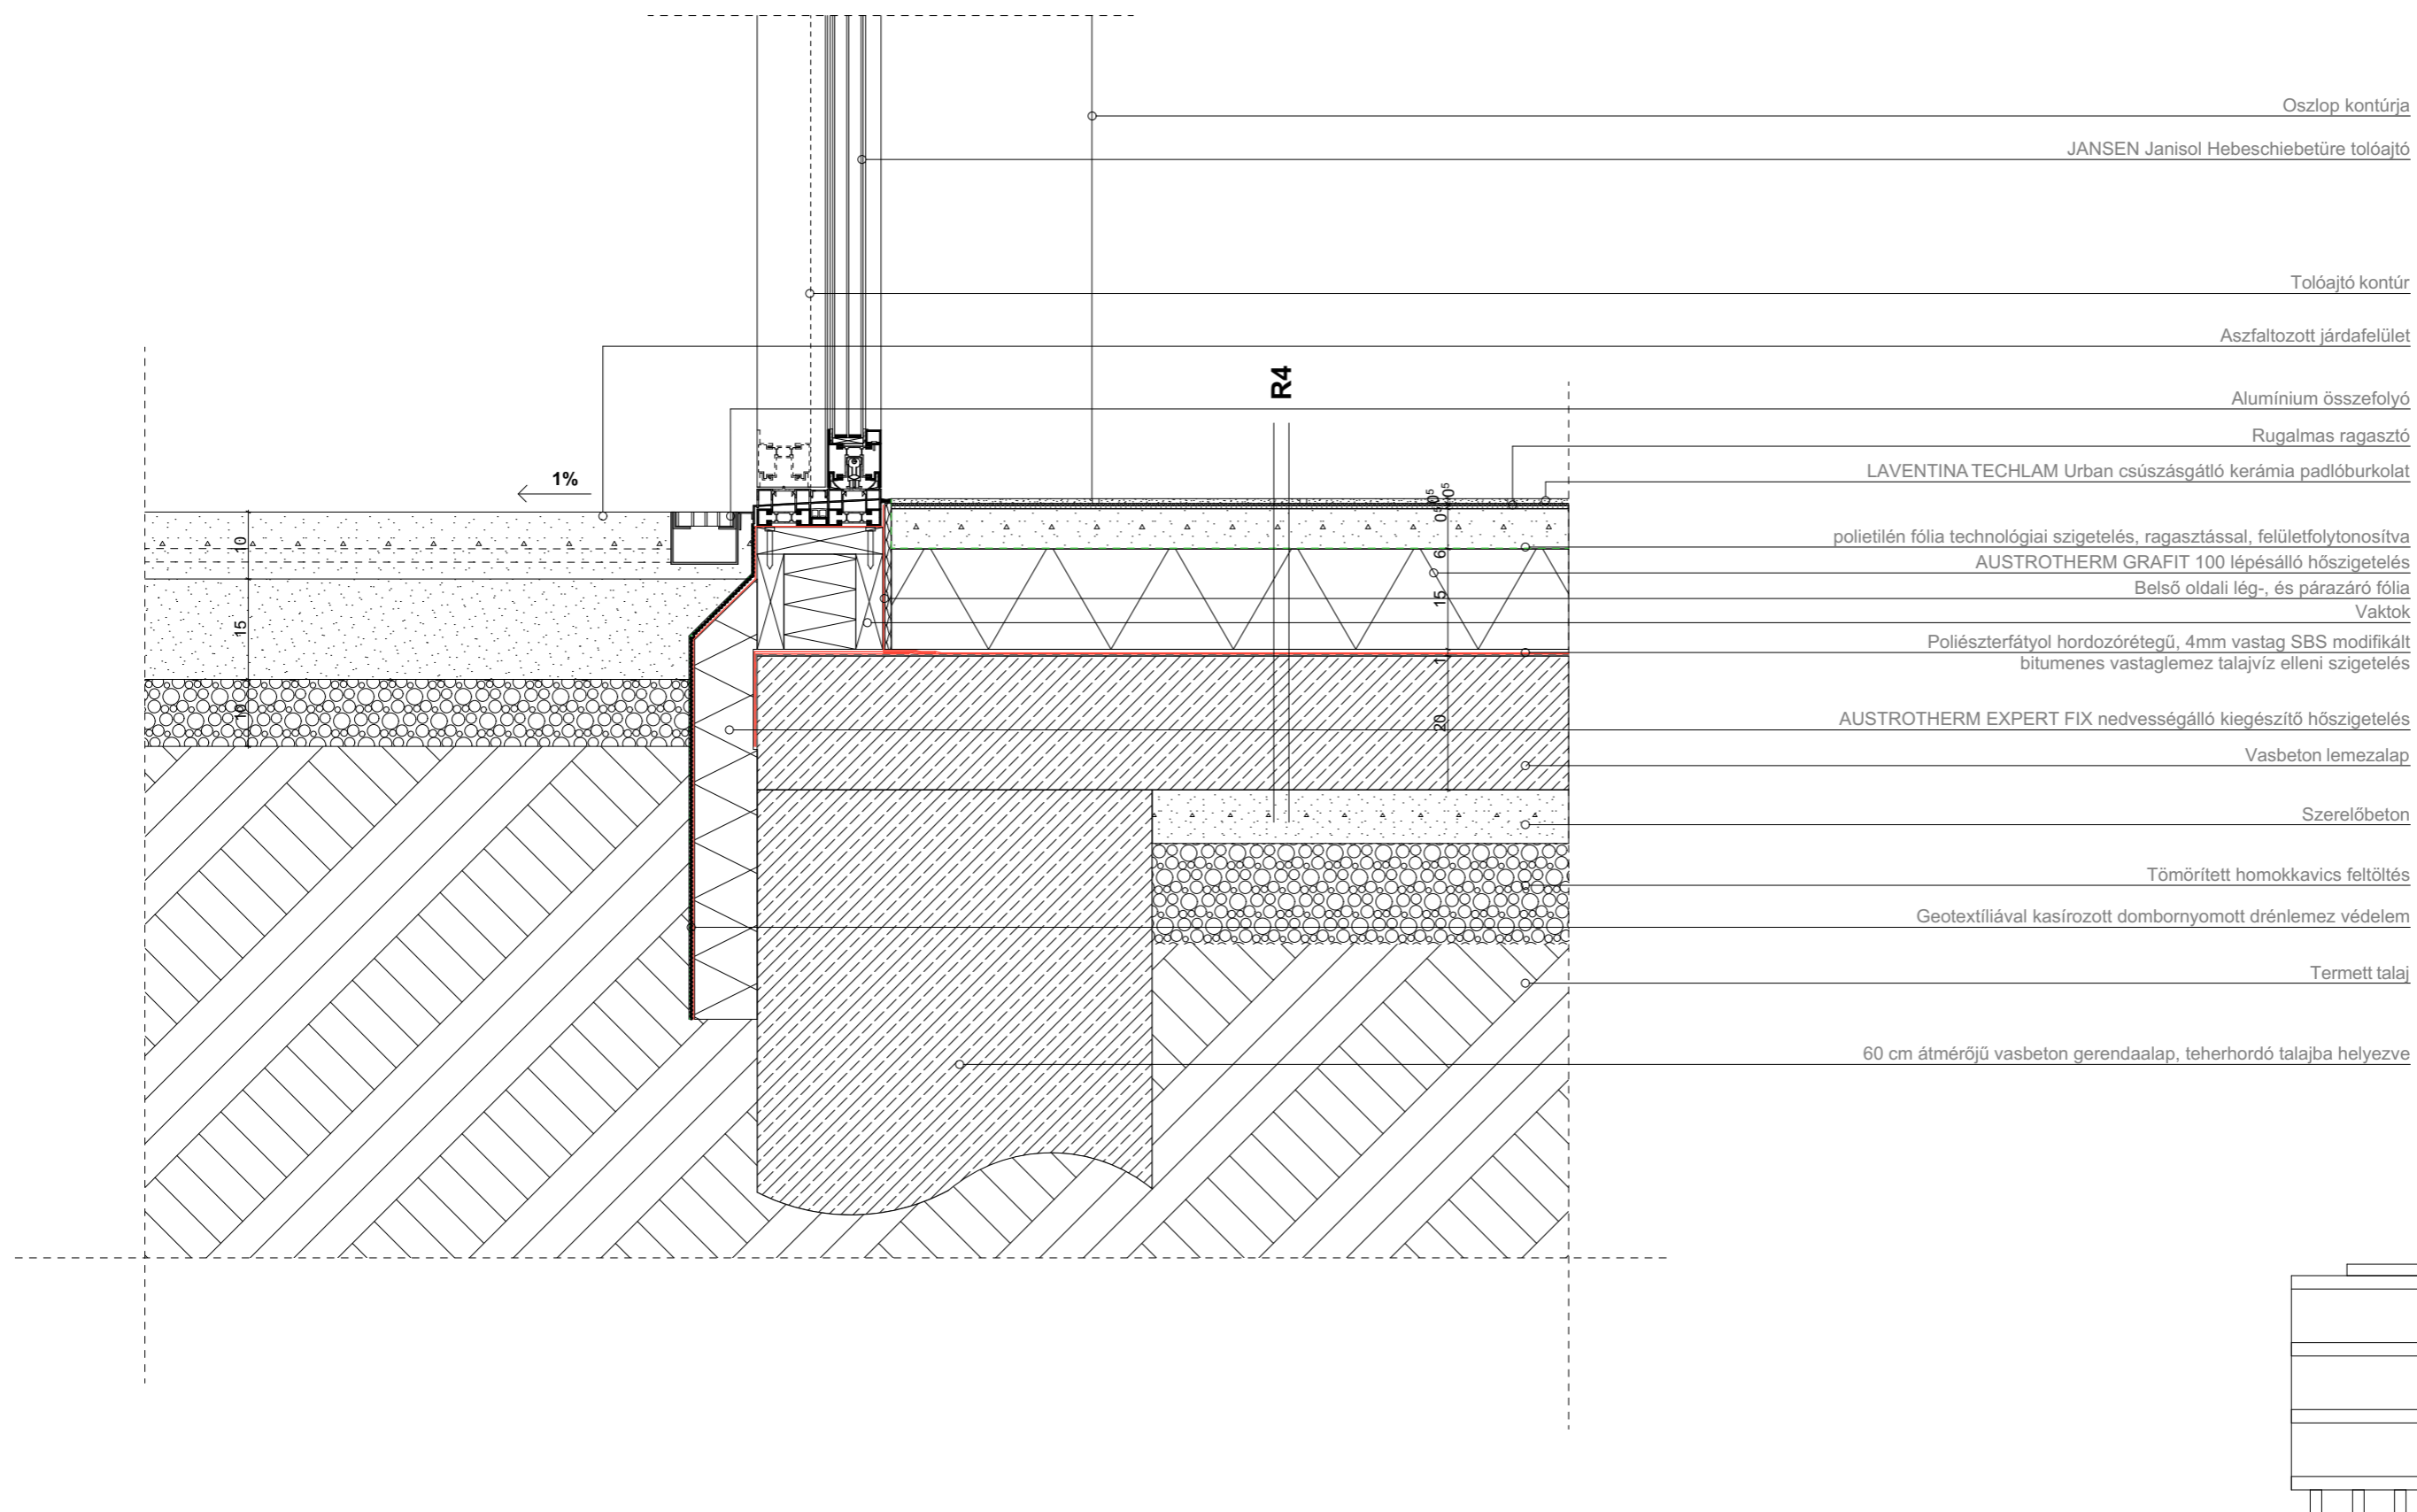 Oszlop kontúrja
JANSEN Janisol Hebeschiebetüre tolóajtó
Tolóajtó kontúr
Aszfaltozott járdafelület
R4
Alumínium összefolyó
Rugalmas ragasztó
LAVENTINA TECHLAM Urban csúszásgátló kerámia padlóburkolat
1%
polietilén fólia technológiai szigetelés, ragasztással, felületfolytonosítva
AUSTROTHERM GRAFIT 100 lépésálló hőszigetelés
Belső oldali lég-, és párazáró fólia
Vaktok
Poliészterfátyol hordozórétegű, 4mm vastag SBS modifikált
bitumenes vastaglemez talajvíz elleni szigetelés
AUSTROTHERM EXPERT FIX nedvességálló kiegészítő hőszigetelés
Vasbeton lemezalap
Szerelőbeton
Tömörített homokkavics feltöltés
Geotextíliával kasírozott dombornyomott drénlemez védelem
Termett talaj
60 cm átmérőjű vasbeton gerendaalap, teherhordó talajba helyezve
10
15
10
0⁵
6
15
1
20